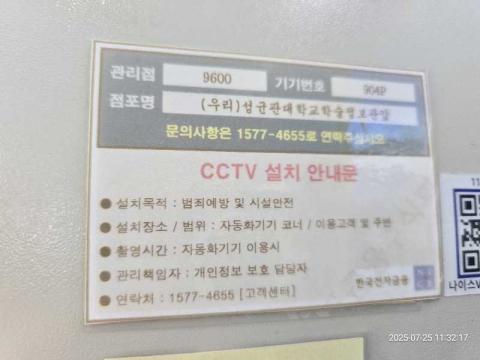 관리점 9600 기기번호 904P
점포명 (우리)성균관대학교학술정보관앞
문의사항은 1577-4655로 연락주십시오
CCTV 설치 안내문
● 설치목적 : 범죄예방 및 시설안전
● 설치장소 / 범위 : 자동화기기 코너 / 이용고객 및 주변
● 촬영시간 : 자동화기기 이용시
● 관리책임자 : 개인정보 보호 담당자
● 연락처 : 1577-4655 [고객센터]
한국전자금융 NICE
11
나이스
2025-07-25 11:32:17